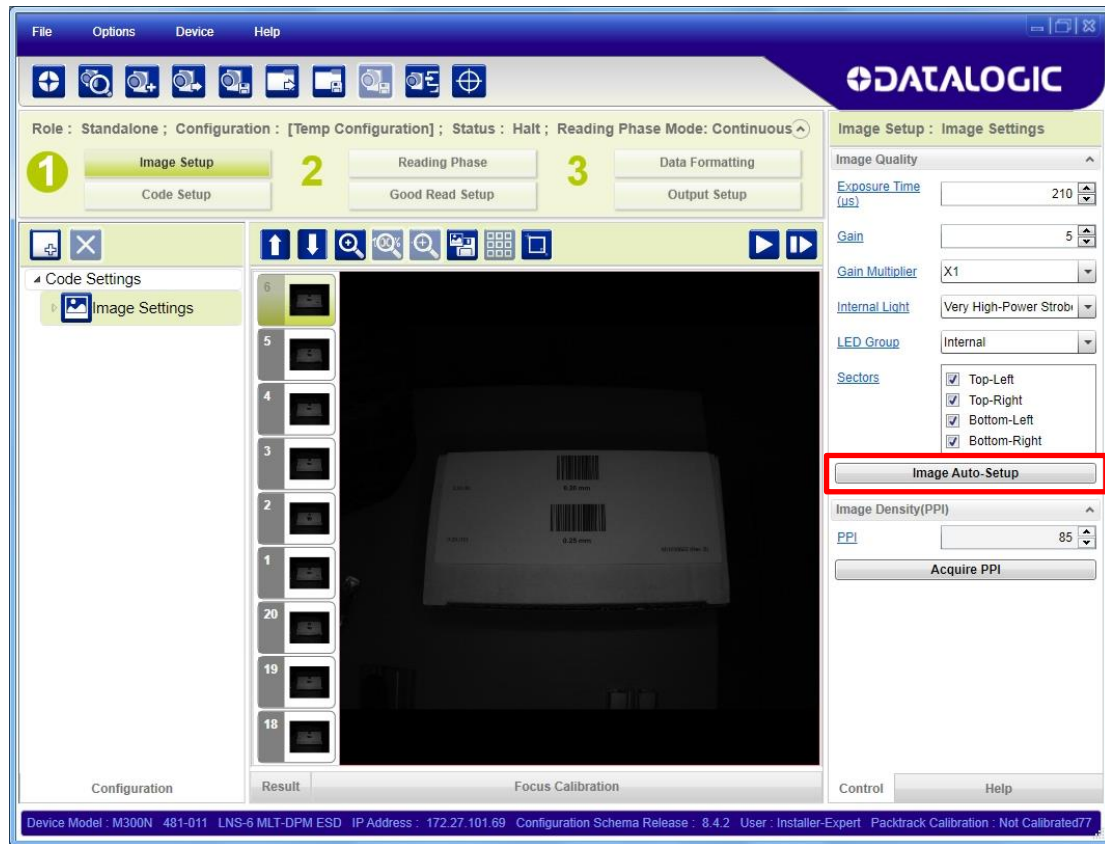 File Options Device Help
DATALOGIC
Role : Standalone ; Configuration : [Temp Configuration] ; Status : Halt ; Reading Phase Mode: Continuous
1 Image Setup 2 Reading Phase 3 Data Formatting
Code Setup Good Read Setup Output Setup
Code Settings
Image Settings
6
5
4
3
2
1
20
19
18
0.20 mm
0.25 mm
Image Setup : Image Settings
Image Quality
Exposure Time (µs) 210
Gain 5
Gain Multiplier X1
Internal Light Very High-Power Strob
LED Group Internal
Sectors Top-Left
Top-Right
Bottom-Left
Bottom-Right
Image Auto-Setup
Image Density(PPI)
PPI 85
Acquire PPI
Configuration Result Focus Calibration Control Help
Device Model : M300N 481-011 LNS-6 MLT-DPM ESD IP Address : 172.27.101.69 Configuration Schema Release : 8.4.2 User : Installer-Expert Packtrack Calibration : Not Calibrated77